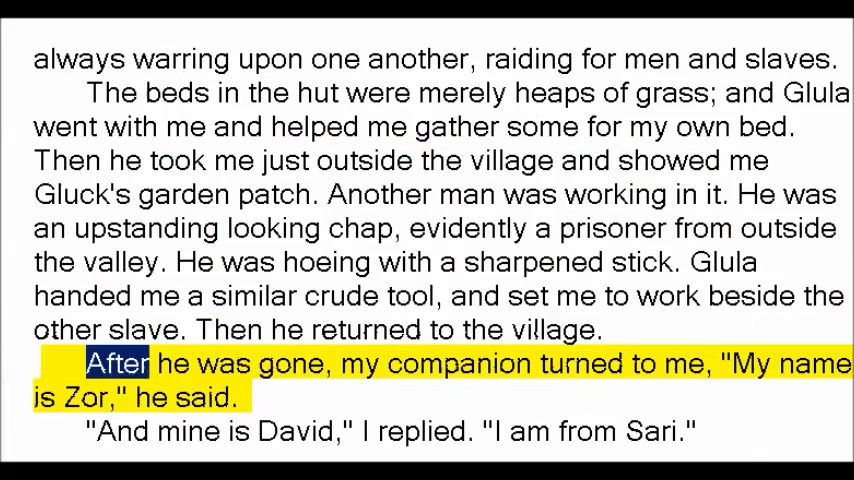 always warring upon one another, raiding for men and slaves.
The beds in the hut were merely heaps of grass; and Glula
went with me and helped me gather some for my own bed.
Then he took me just outside the village and showed me
Gluck's garden patch. Another man was working in it. He was
an upstanding looking chap, evidently a prisoner from outside
the valley. He was hoeing with a sharpened stick. Glula
handed me a similar crude tool, and set me to work beside the
other slave. Then he returned to the village.
After he was gone, my companion turned to me, "My name
is Zor," he said.
"And mine is David," I replied. "I am from Sari."